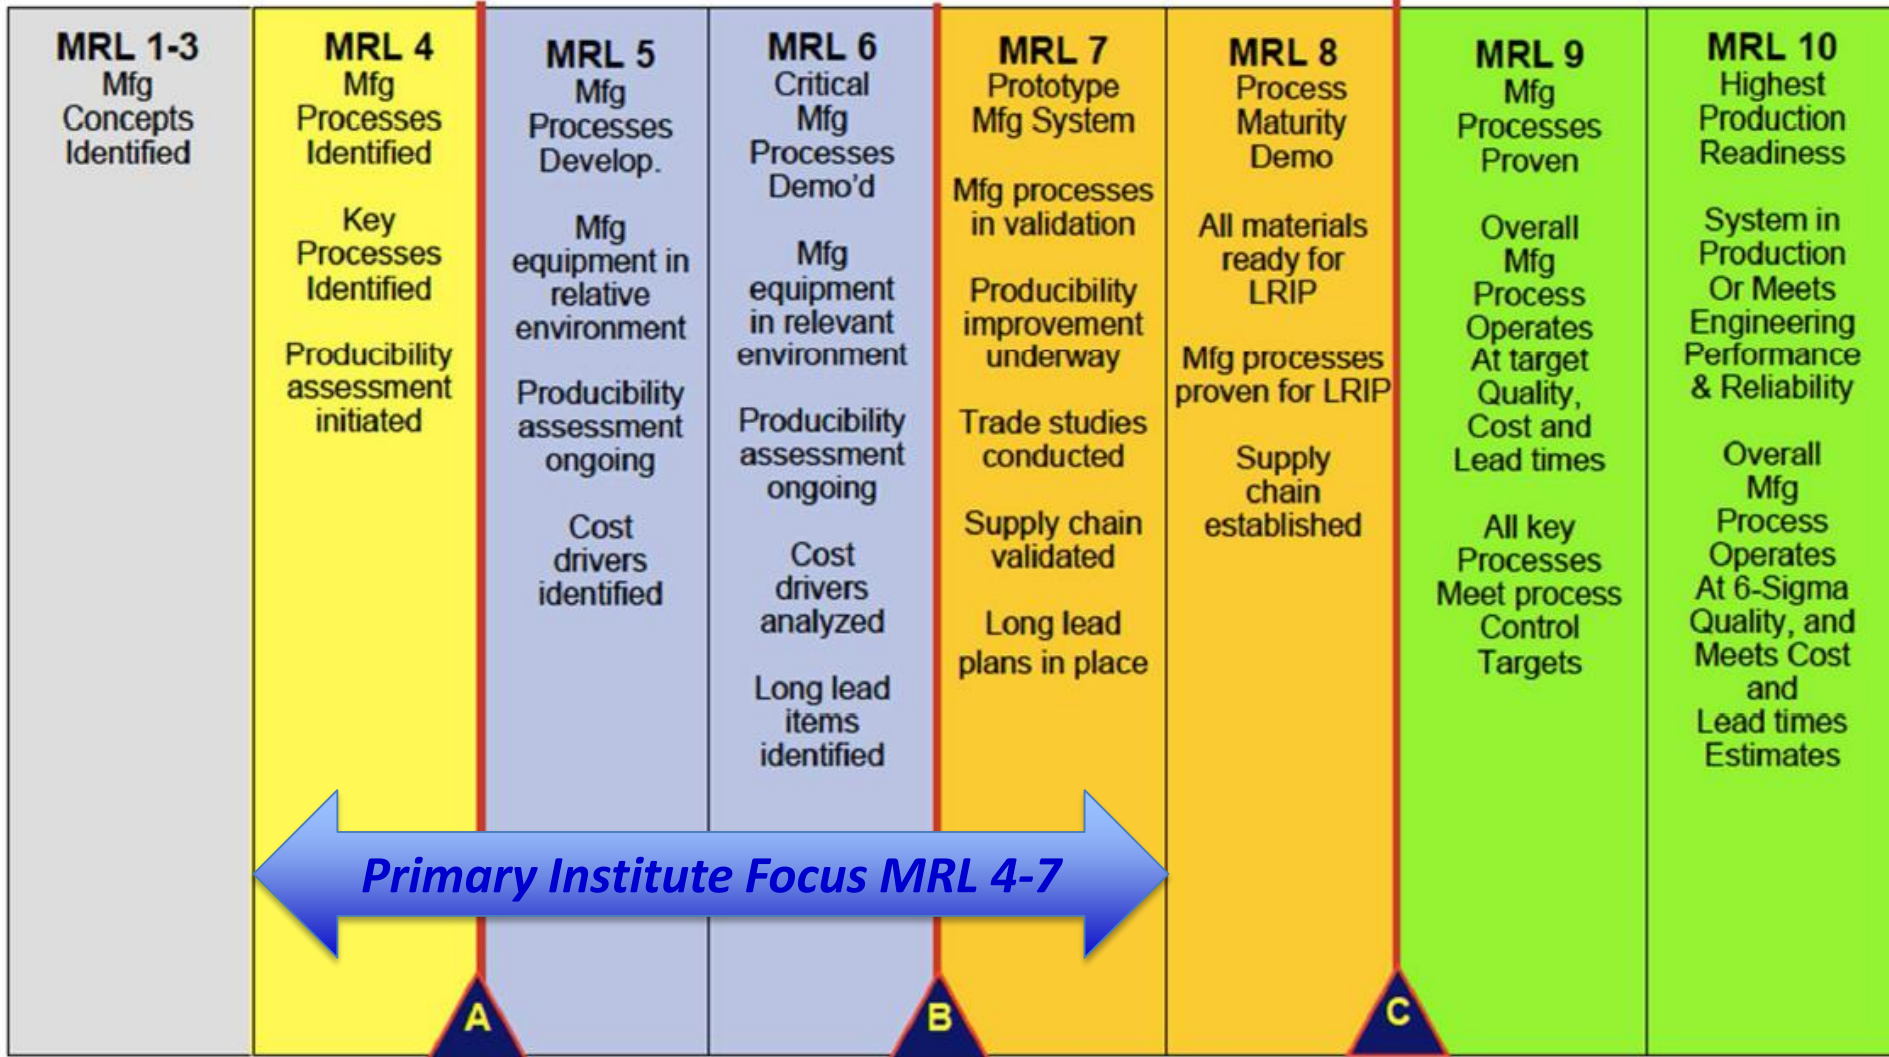 MRL 1-3
Mfg
Concepts
Identified
MRL 4
Mfg
Processes
Identified
Key
Processes
Identified
Producibility
assessment
initiated
MRL 5
Mfg
Processes
Develop.
Mfg
equipment in
relative
environment
Producibility
assessment
ongoing
Cost
drivers
identified
MRL 6
Critical
Mfg
Processes
Demo'd
Mfg
equipment
in relevant
environment
Producibility
assessment
ongoing
Cost
drivers
analyzed
Long lead
items
identified
MRL 7
Prototype
Mfg System
Mfg processes
in validation
Producibility
improvement
underway
Trade studies
conducted
Supply chain
validated
Long lead
plans in place
MRL 8
Process
Maturity
Demo
All materials
ready for
LRIP
Mfg processes
proven for LRIP
Supply
chain
established
MRL 9
Mfg
Processes
Proven
Overall
Mfg
Process
Operates
At target
Quality,
Cost and
Lead times
All key
Processes
Meet process
Control
Targets
MRL 10
Highest
Production
Readiness
System in
Production
Or Meets
Engineering
Performance
& Reliability
Overall
Mfg
Process
Operates
At 6-Sigma
Quality, and
Meets Cost
and
Lead times
Estimates
Primary Institute Focus MRL 4-7
A
B
C